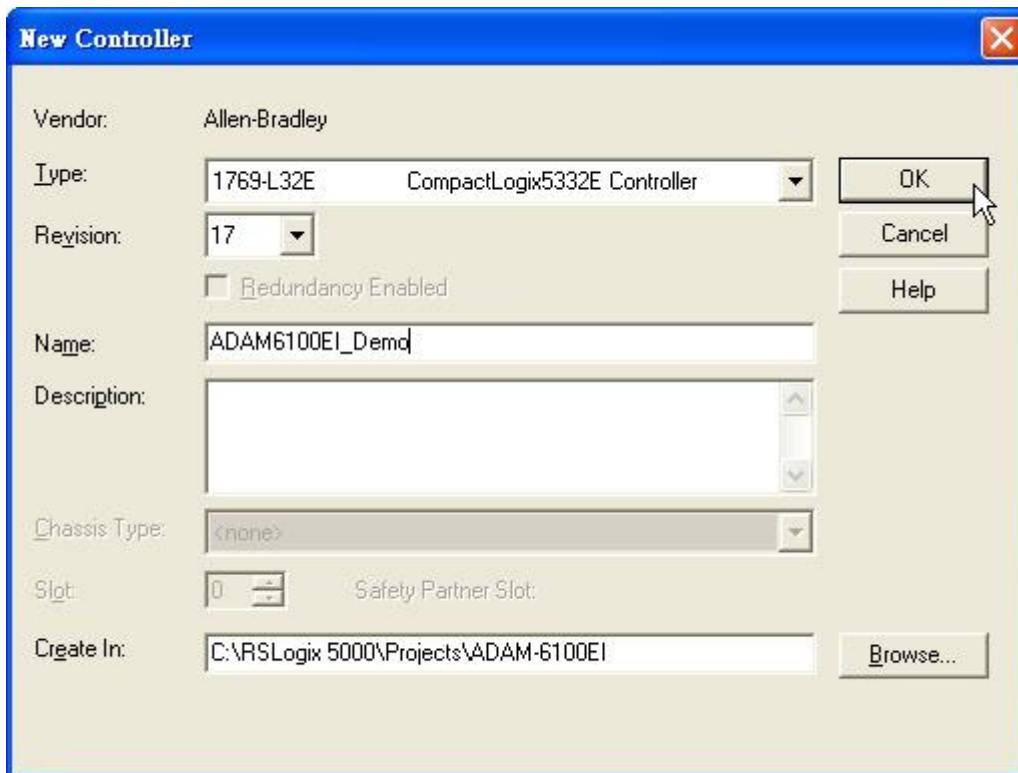 New Controller
Vendor: Allen-Bradley
Type: 1769-L32E CompactLogix5332E Controller OK
Revision: 17 Cancel
Redundancy Enabled Help
Name: ADAM6100EI_Demo
Description:
Chassis Type: <none>
Slot: 0 Safety Partner Slot:
Create In: C:\RSLogix 5000\Projects\ADAM-6100EI Browse...